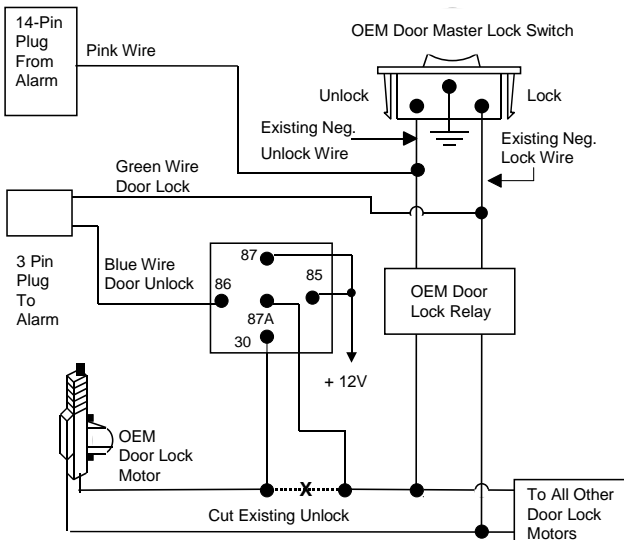 14-Pin
Plug
From
Alarm
Pink Wire
OEM Door Master Lock Switch
Unlock
Lock
Existing Neg.
Unlock Wire
Existing Neg.
Lock Wire
Green Wire
Door Lock
3 Pin
Plug
To
Alarm
Blue Wire
Door Unlock
87
86
85
87A
30
+ 12V
OEM Door
Lock Relay
OEM
Door Lock
Motor
X
Cut Existing Unlock
To All Other
Door Lock
Motors